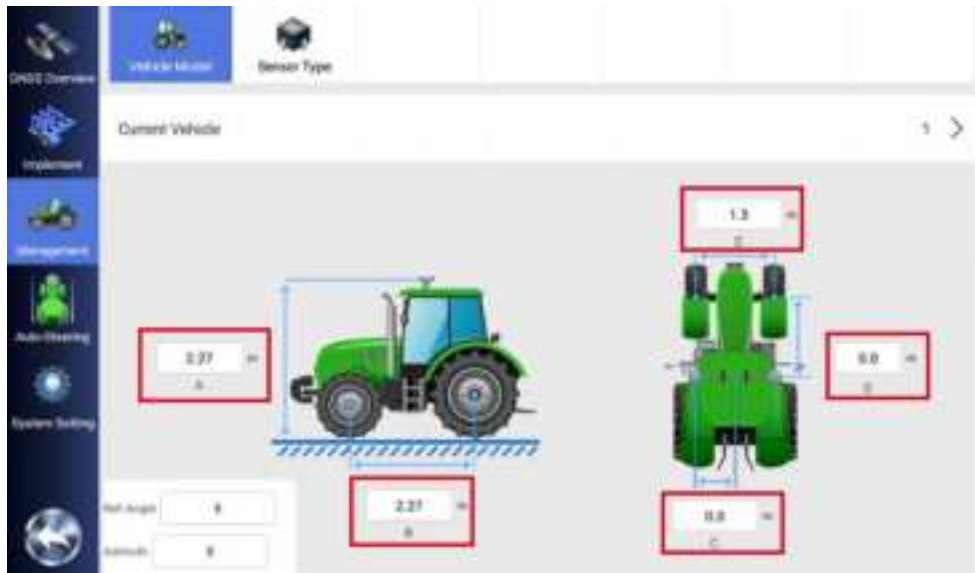 GNSS Overview
Vehicle Model
Sensor Type
Implement
Current Vehicle
1
Management
1.3
m
E
Auto-Steering
2.27
m
A
0.0
m
System Setting
2.27
m
B
0.0
m
C
Roll Angle
Azimuth